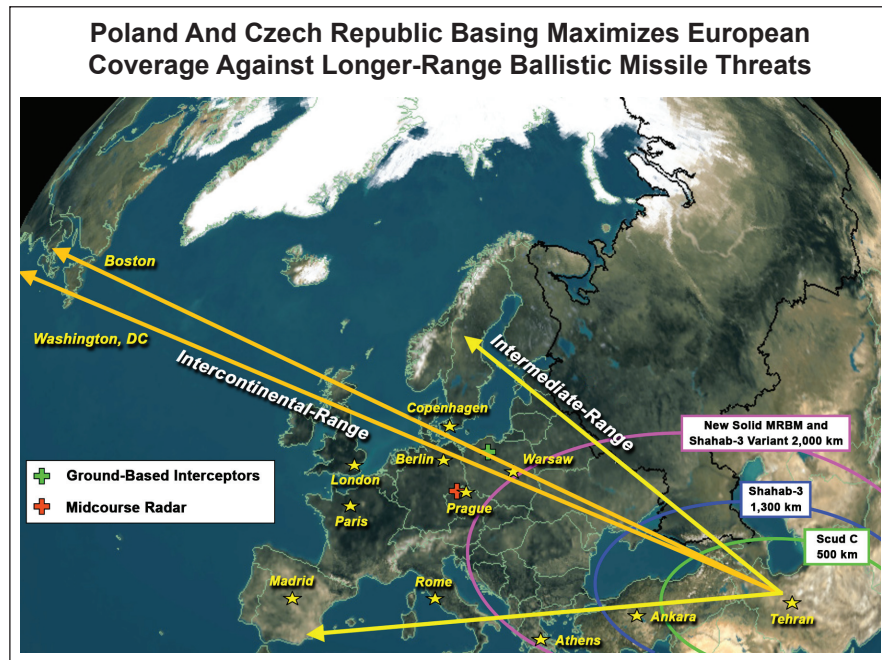 Poland And Czech Republic Basing Maximizes European
Coverage Against Longer-Range Ballistic Missile Threats
Boston
Washington, DC
Intercontinental-Range
Intermediate-Range
Copenhagen
New Solid MRBM and
Shahab-3 Variant 2,000 km
Berlin
Warsaw
Ground-Based Interceptors
London
Shahab-3
1,300 km
Midcourse Radar
Prague
Paris
Scud C
500 km
Madrid
Rome
Ankara
Tehran
Athens